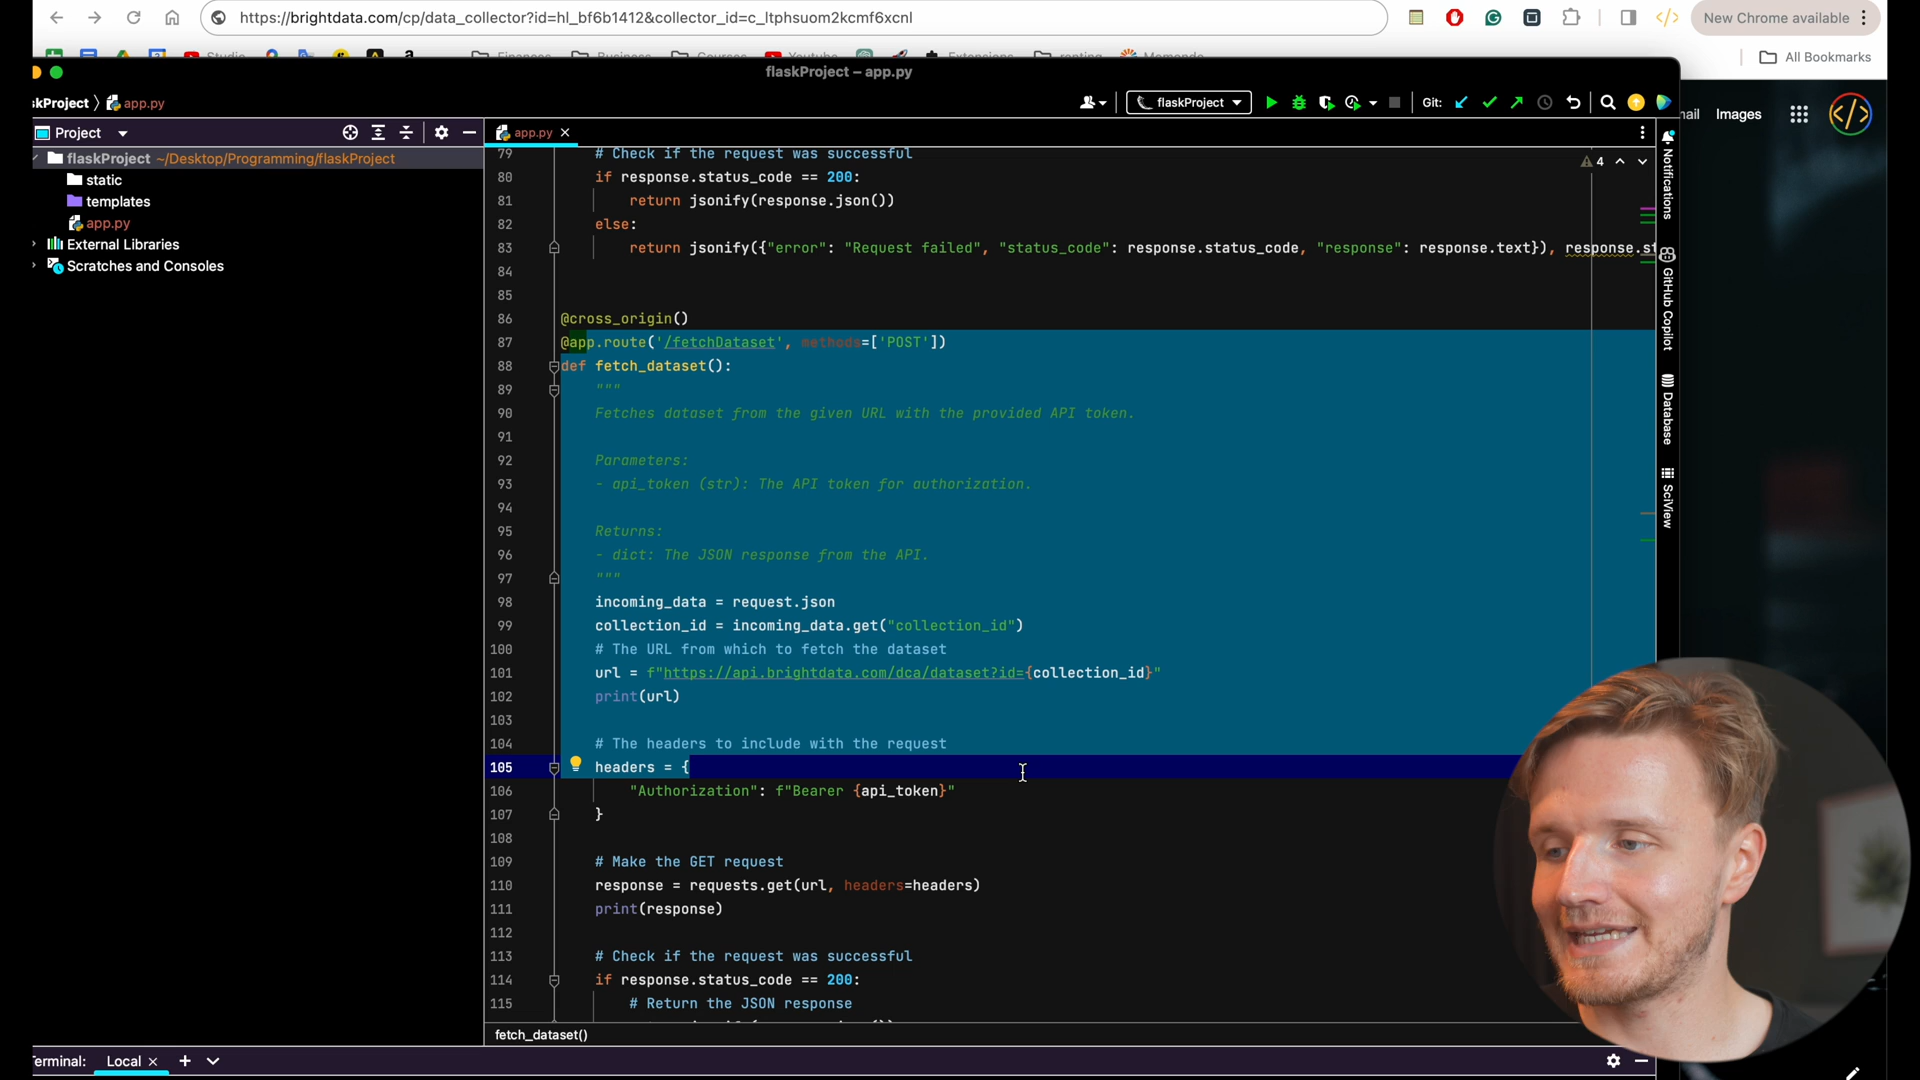 https://brightdata.com/cp/data_collector?id=hl_bf6b1412&collector_id=c_ltphsuom2kcmf6xcnl
New Chrome available
All Bookmarks
flaskProject – app.py
skProject
app.py
flaskProject
Git:
Images
Project
app.py
flaskProject ~/Desktop/Programming/flaskProject
static
templates
app.py
External Libraries
Scratches and Consoles
4
Notifications
GitHub Copilot
Database
SciView
79 # Check if the request was successful
80 if response.status_code == 200:
81 return jsonify(response.json())
82 else:
83 return jsonify({"error": "Request failed", "status_code": response.status_code, "response": response.text}), response.st
84
85
86 @cross_origin()
87 @app.route('/fetchDataset', methods=['POST'])
88 def fetch_dataset():
89 """
90 Fetches dataset from the given URL with the provided API token.
91
92 Parameters:
93 - api_token (str): The API token for authorization.
94
95 Returns:
96 - dict: The JSON response from the API.
97 """
98 incoming_data = request.json
99 collection_id = incoming_data.get("collection_id")
100 # The URL from which to fetch the dataset
101 url = f"https://api.brightdata.com/dca/dataset?id={collection_id}"
102 print(url)
103
104 # The headers to include with the request
105 headers = {
106 "Authorization": f"Bearer {api_token}"
107 }
108
109 # Make the GET request
110 response = requests.get(url, headers=headers)
111 print(response)
112
113 # Check if the request was successful
114 if response.status_code == 200:
115 # Return the JSON response
fetch_dataset()
erminal:
Local